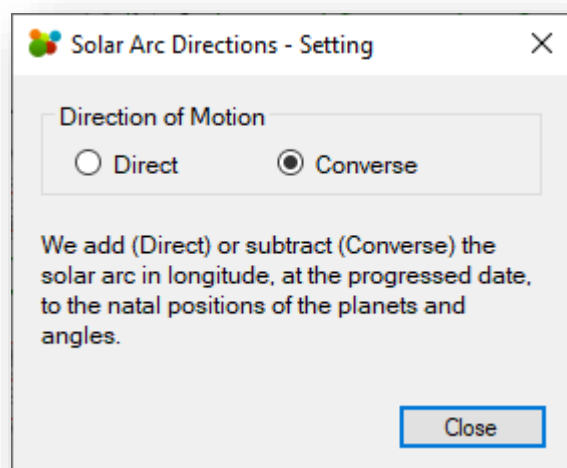 Solar Arc Directions - Setting
Direction of Motion
Direct Converse
We add (Direct) or subtract (Converse) the
solar arc in longitude, at the progressed date,
to the natal positions of the planets and
angles.
Close